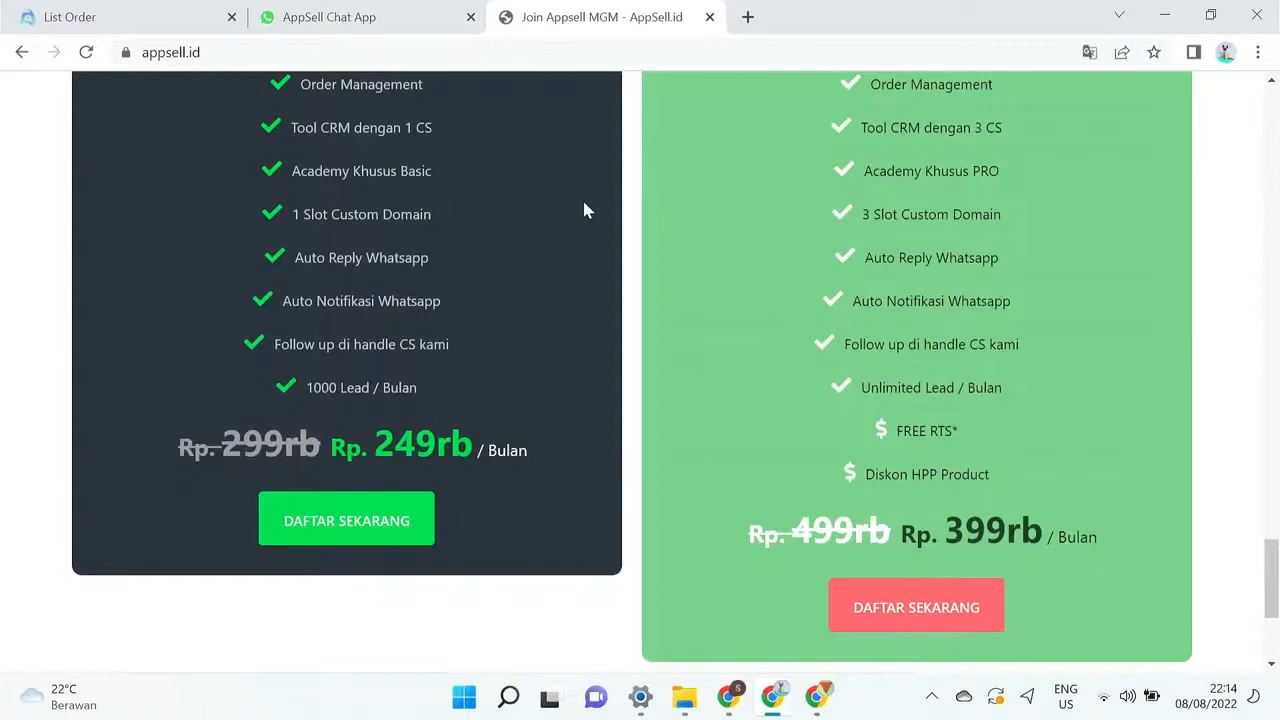 List Order
AppSell Chat App
Join Appsell MGM - AppSell.id
appsell.id
Order Management
Tool CRM dengan 1 CS
Academy Khusus Basic
1 Slot Custom Domain
Auto Reply Whatsapp
Auto Notifikasi Whatsapp
Follow up di handle CS kami
1000 Lead / Bulan
Rp. 299rb Rp. 249rb / Bulan
DAFTAR SEKARANG
Order Management
Tool CRM dengan 3 CS
Academy Khusus PRO
3 Slot Custom Domain
Auto Reply Whatsapp
Auto Notifikasi Whatsapp
Follow up di handle CS kami
Unlimited Lead / Bulan
$ FREE RTS*
$ Diskon HPP Product
Rp. 499rb Rp. 399rb / Bulan
DAFTAR SEKARANG
22°C
Berawan
S
ENG
US
22:14
08/08/2022